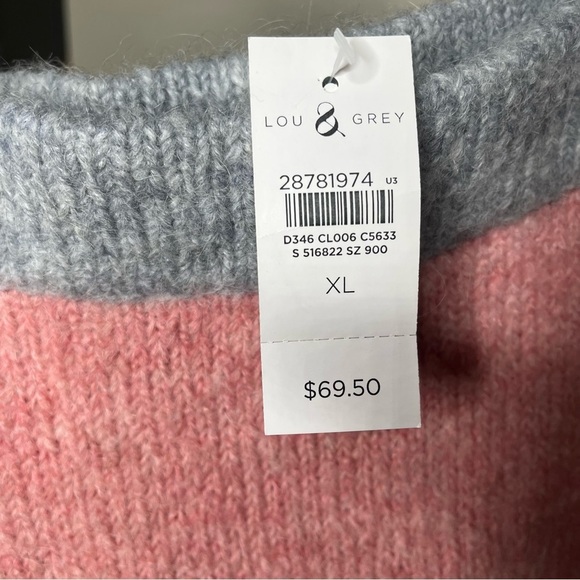 LOU & GREY
28781974 U3
D346 CL006 C5633
S 516822 SZ 900
XL
$69.50